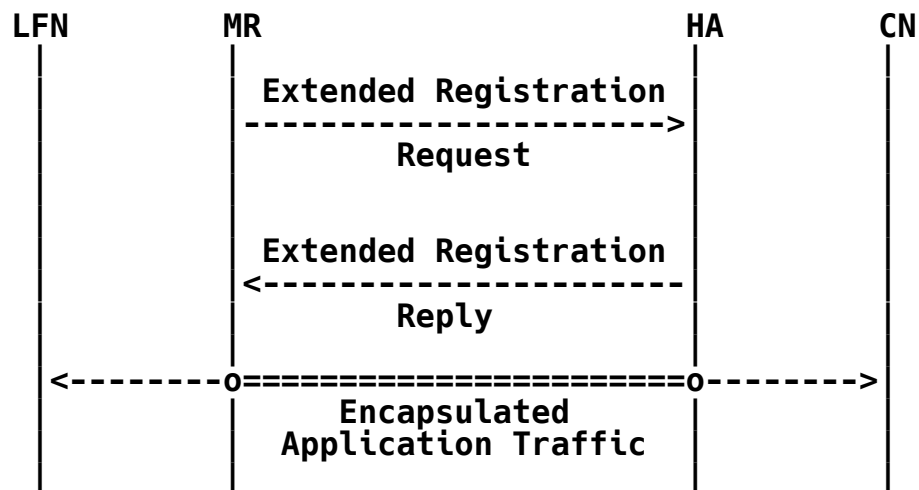 LFN MR HA CN
Extended Registration
---------------------->
Request
Extended Registration
<----------------------
Reply
<--------o=======================o-------->
Encapsulated
Application Traffic